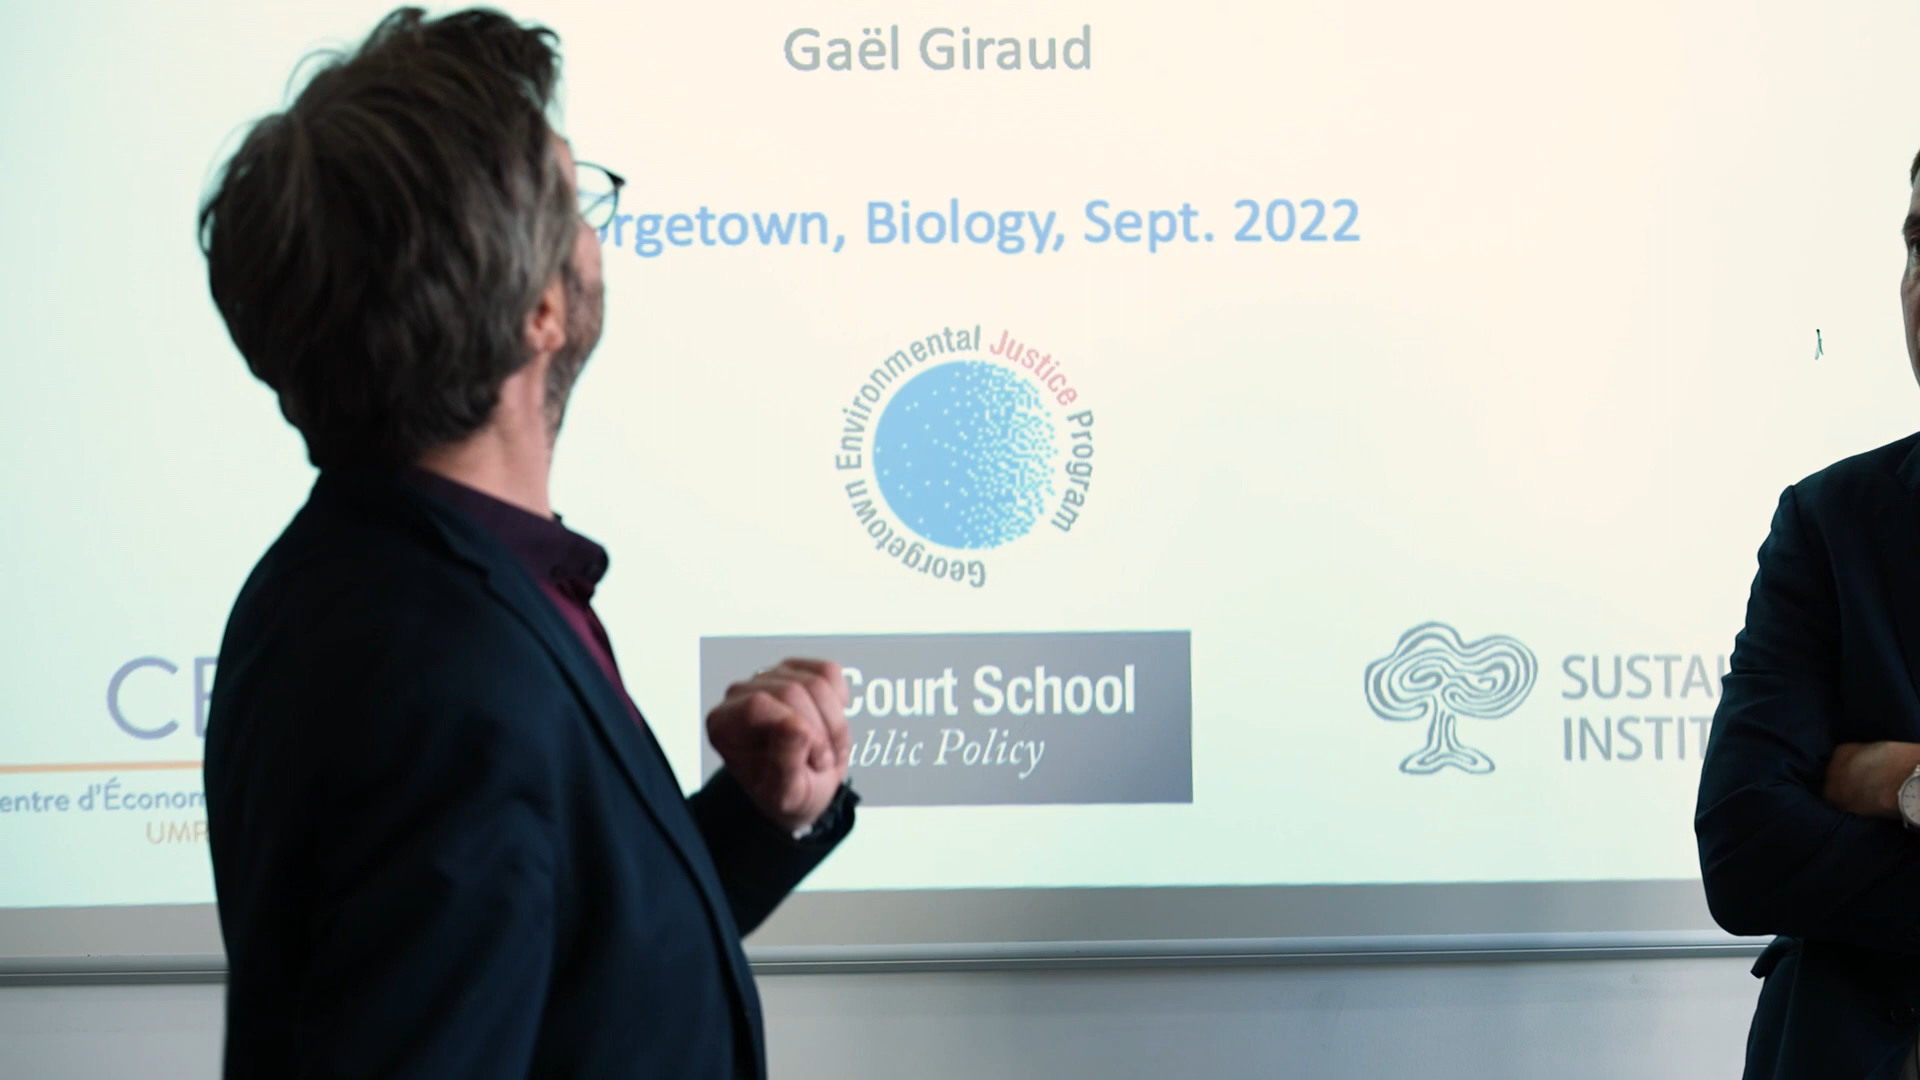 Gaël Giraud
rgetown, Biology, Sept. 2022
Georgetown Environmental Justice Program
CE
entre d'Économ
UMR
Court School
ublic Policy
SUSTAI
INSTIT